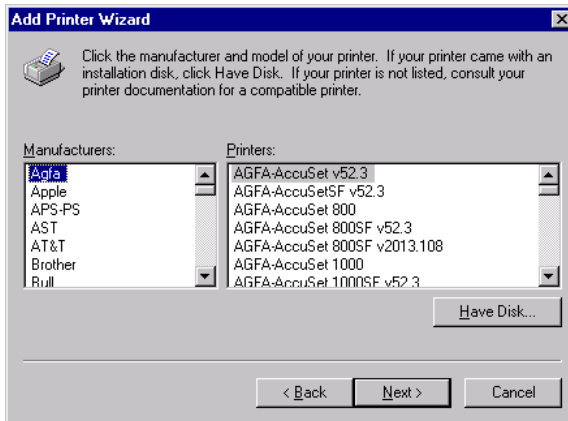 Add Printer Wizard
Click the manufacturer and model of your printer. If your printer came with an
installation disk, click Have Disk. If your printer is not listed, consult your
printer documentation for a compatible printer.
Manufacturers:
Agfa
Apple
APS-PS
AST
AT&T
Brother
Bull
Printers:
AGFA-AccuSet v52.3
AGFA-AccuSetSF v52.3
AGFA-AccuSet 800
AGFA-AccuSet 800SF v52.3
AGFA-AccuSet 800SF v2013.108
AGFA-AccuSet 1000
AGFA-AccuSet 1000SF v52.3
Have Disk...
< Back
Next >
Cancel